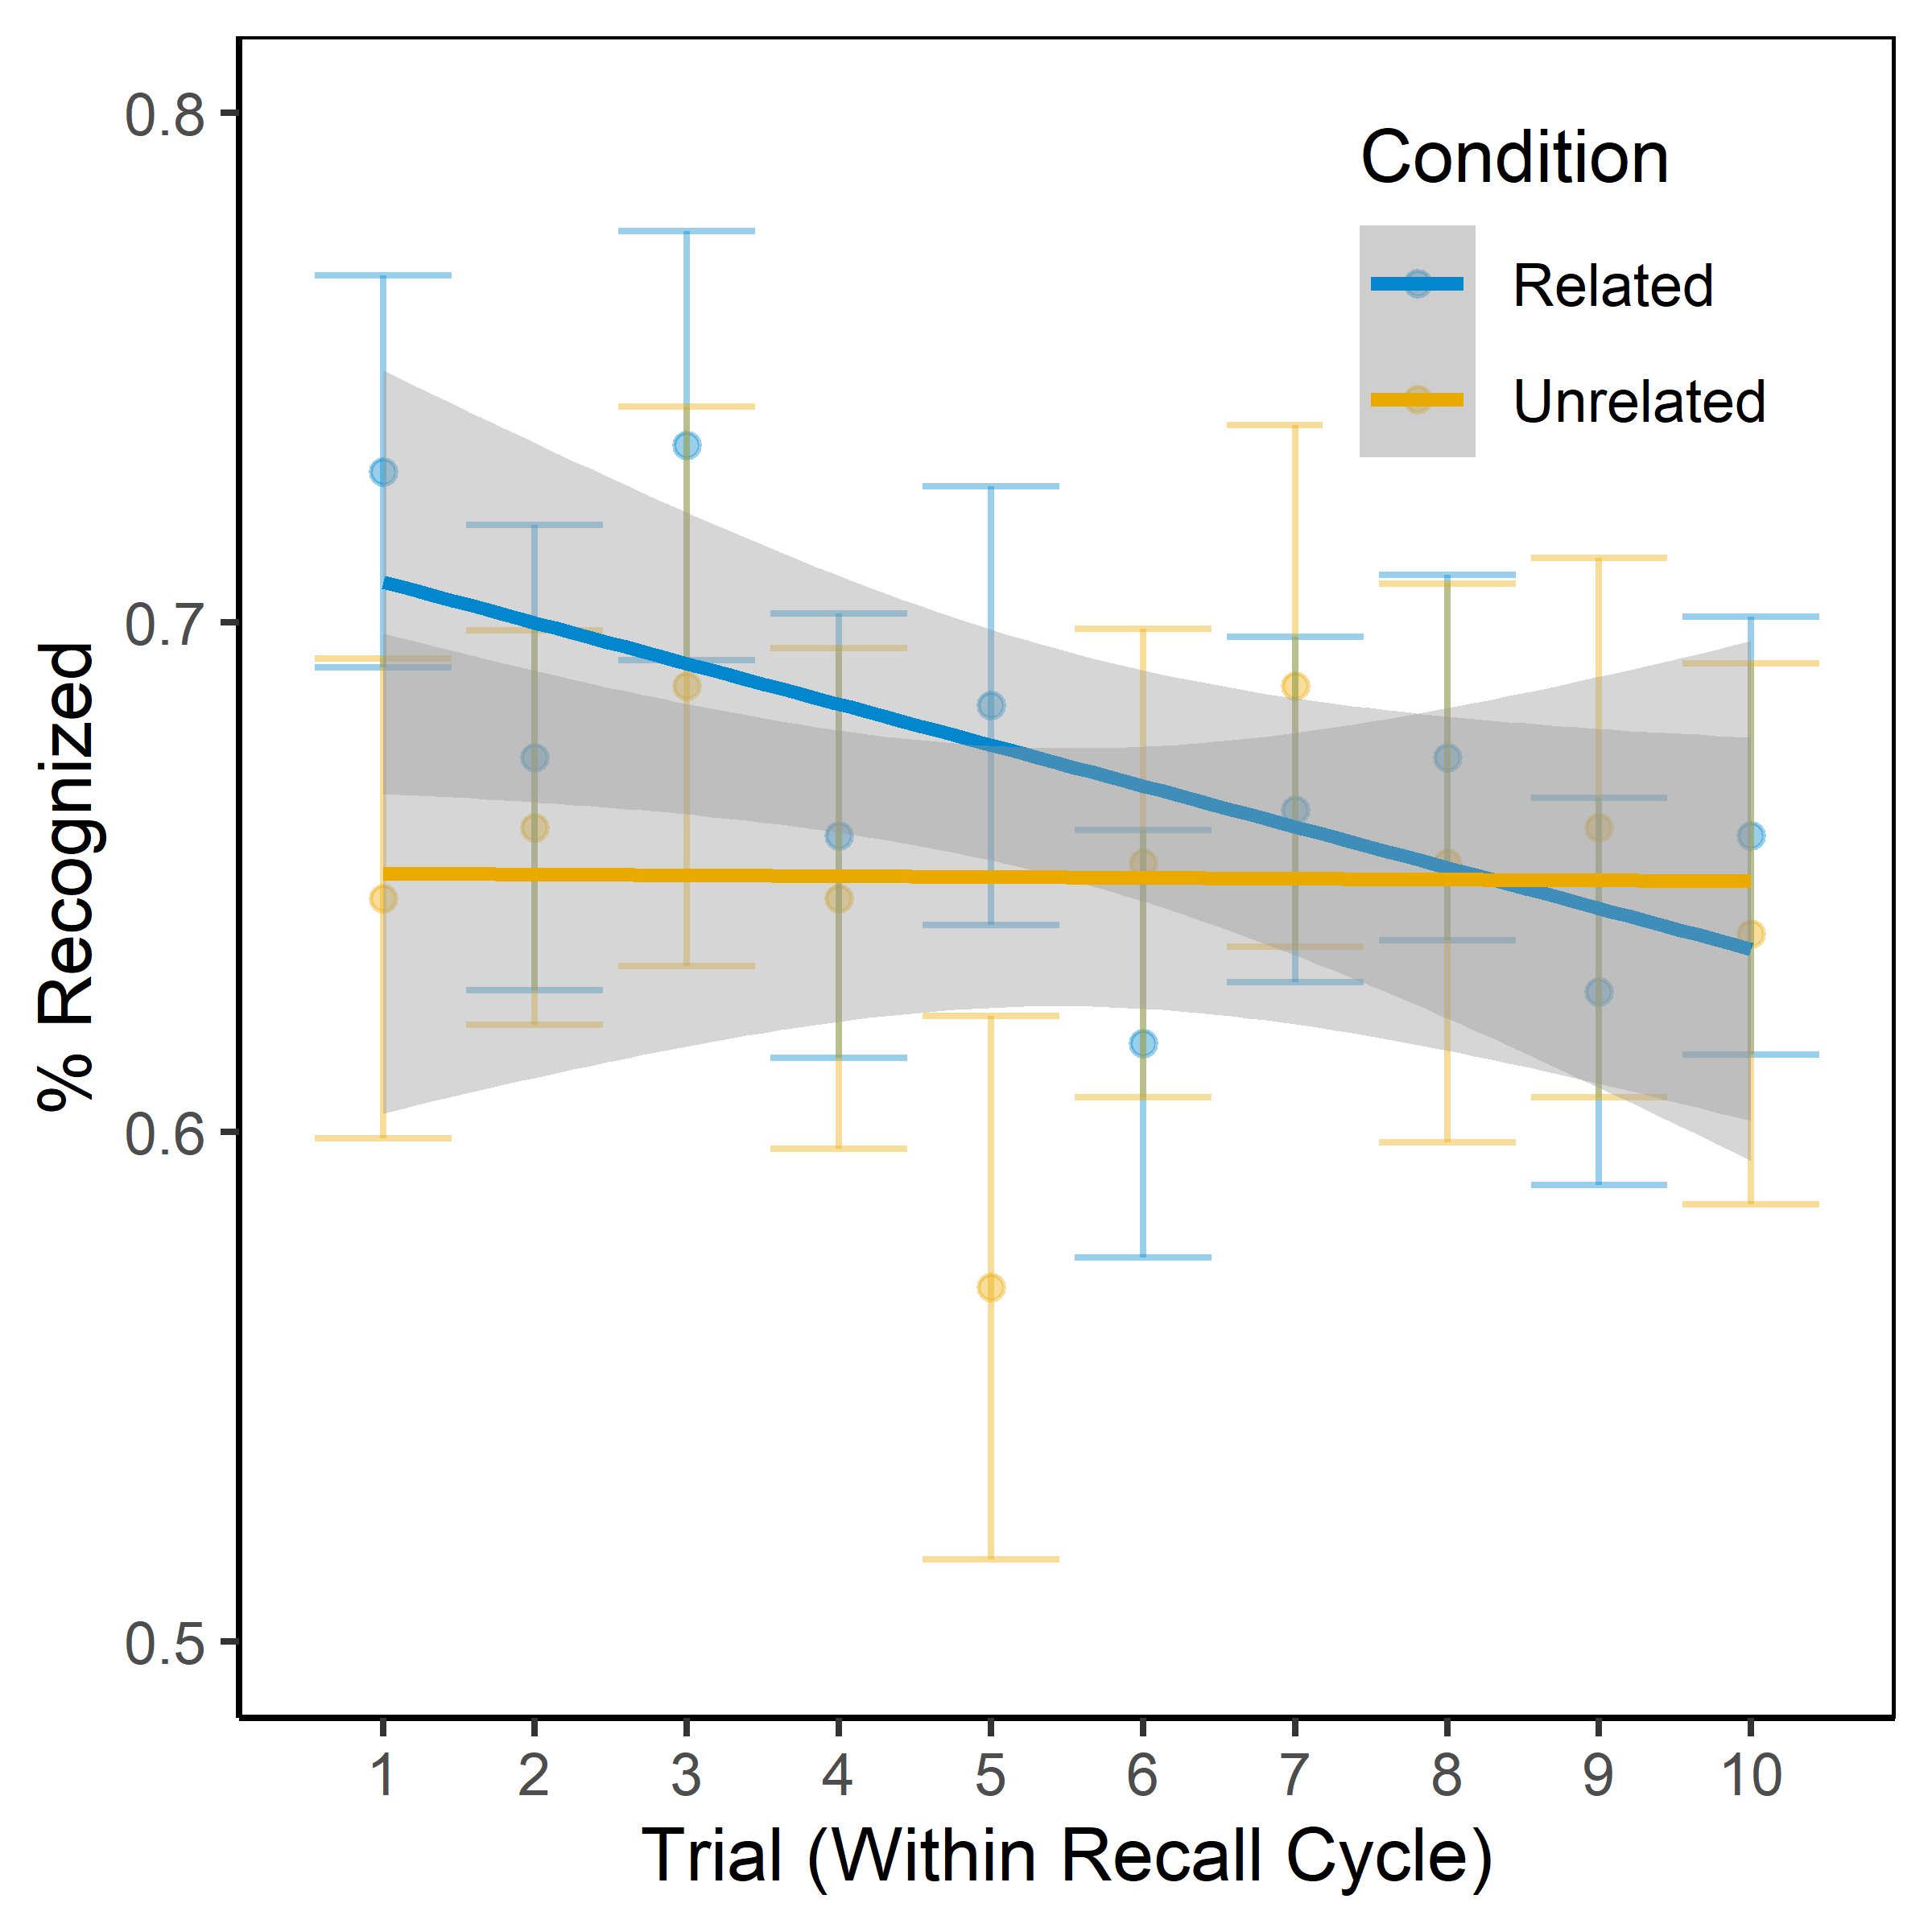 % Recognized
0.8
0.7
0.6
0.5
Condition
Related
Unrelated
1 2 3 4 5 6 7 8 9 10
Trial (Within Recall Cycle)